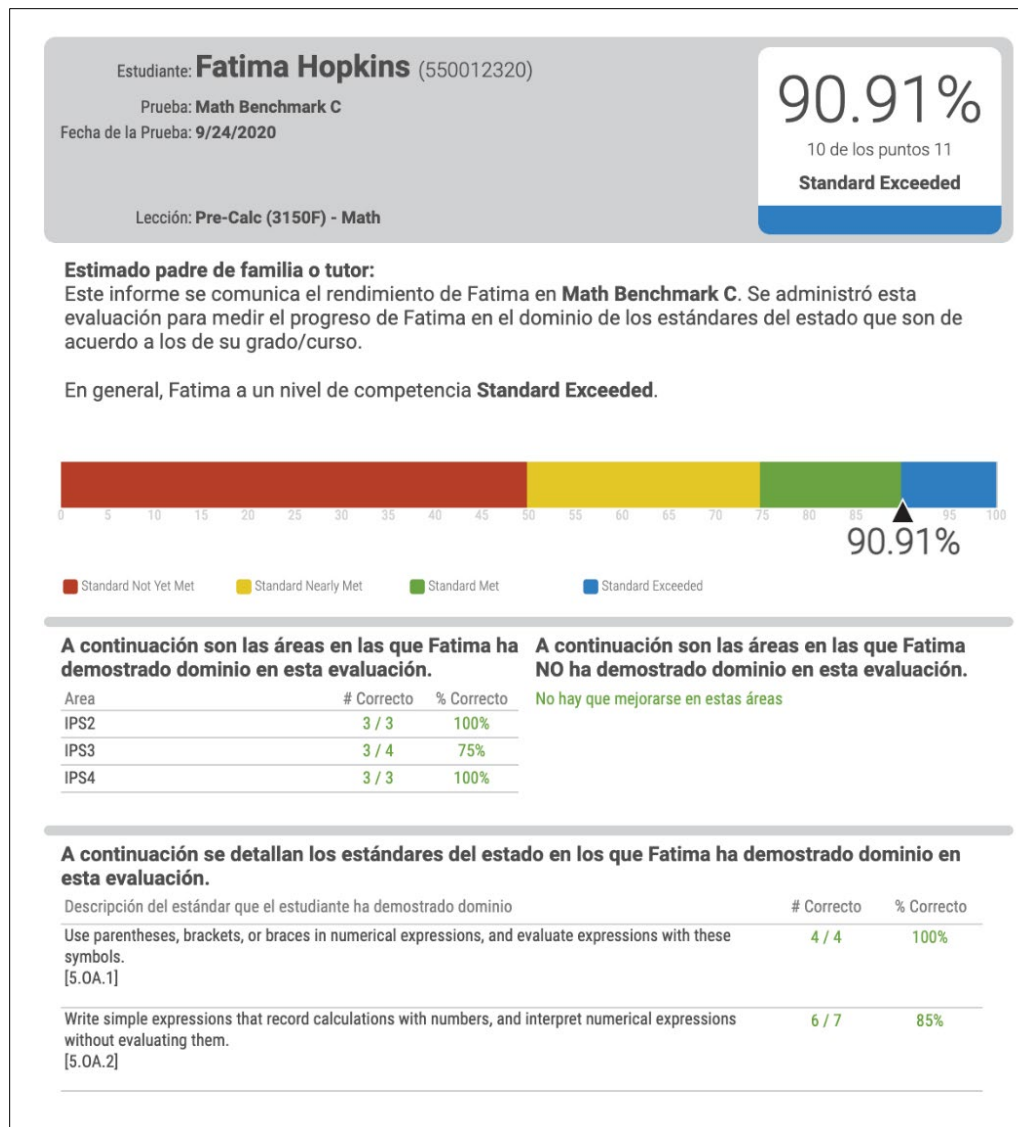 Estudiante: Fatima Hopkins (550012320)
Prueba: Math Benchmark C
Fecha de la Prueba: 9/24/2020
Lección: Pre-Calc (3150F) - Math
90.91%
10 de los puntos 11
Standard Exceeded
Estimado padre de familia o tutor:
Este informe se comunica el rendimiento de Fatima en Math Benchmark C. Se administró esta
evaluación para medir el progreso de Fatima en el dominio de los estándares del estado que son de
acuerdo a los de su grado/curso.
En general, Fatima a un nivel de competencia Standard Exceeded.
0 5 10 15 20 25 30 35 40 45 50 55 60 65 70 75 80 85 95 100
90.91%
Standard Not Yet Met Standard Nearly Met Standard Met Standard Exceeded
A continuación son las áreas en las que Fatima ha
demostrado dominio en esta evaluación.
Area # Correcto % Correcto
IPS2 3 / 3 100%
IPS3 3 / 4 75%
IPS4 3 / 3 100%
A continuación son las áreas en las que Fatima
NO ha demostrado dominio en esta evaluación.
No hay que mejorarse en estas áreas
A continuación se detallan los estándares del estado en los que Fatima ha demostrado dominio en
esta evaluación.
Descripción del estándar que el estudiante ha demostrado dominio # Correcto % Correcto
Use parentheses, brackets, or braces in numerical expressions, and evaluate expressions with these 4 / 4 100%
symbols.
[5.OA.1]
Write simple expressions that record calculations with numbers, and interpret numerical expressions 6 / 7 85%
without evaluating them.
[5.OA.2]